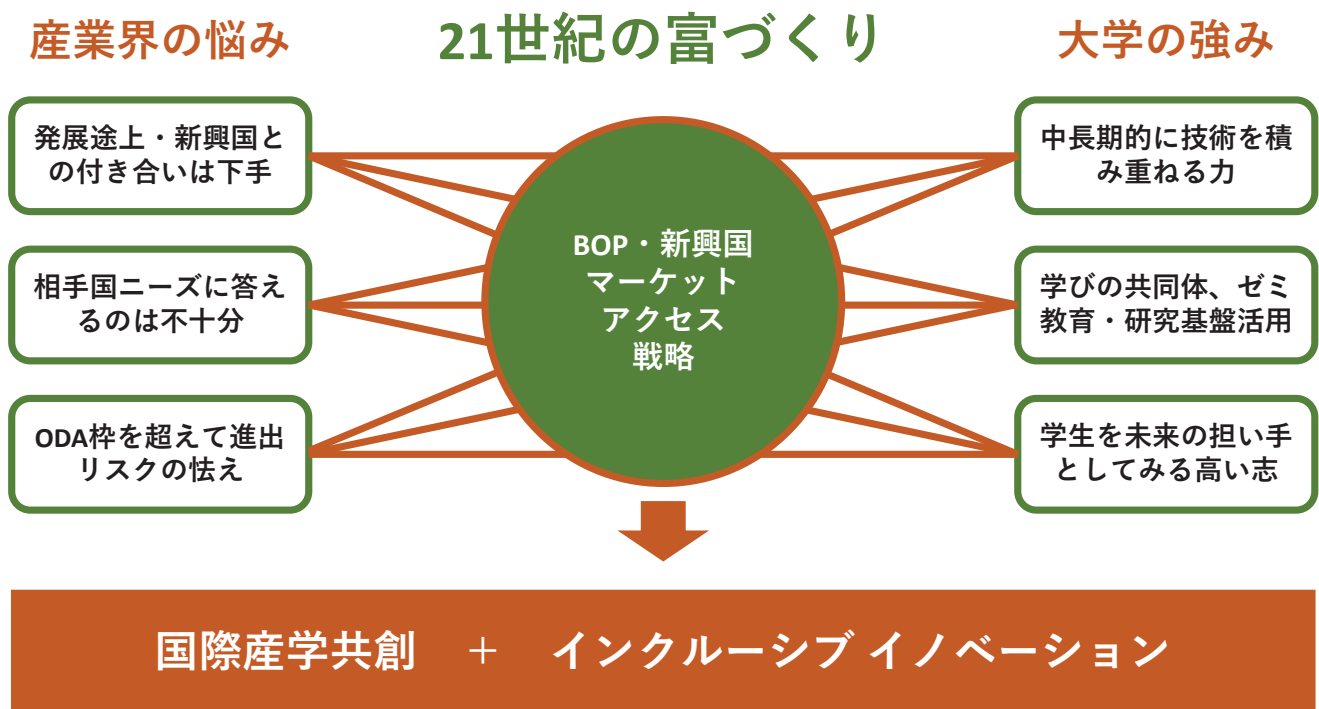 産業界の悩み
21世紀の富づくり
大学の強み
発展途上・新興国と
の付き合いは下手
相手国ニーズに答え
るのは不十分
ODA枠を超えて進出
リスクの怯え
BOP・新興国
マーケット
アクセス
戦略
中長期的に技術を積
み重ねる力
学びの共同体、ゼミ
教育・研究基盤活用
学生を未来の担い手
としてみる高い志
国際産学共創 + インクルーシブ イノベーション